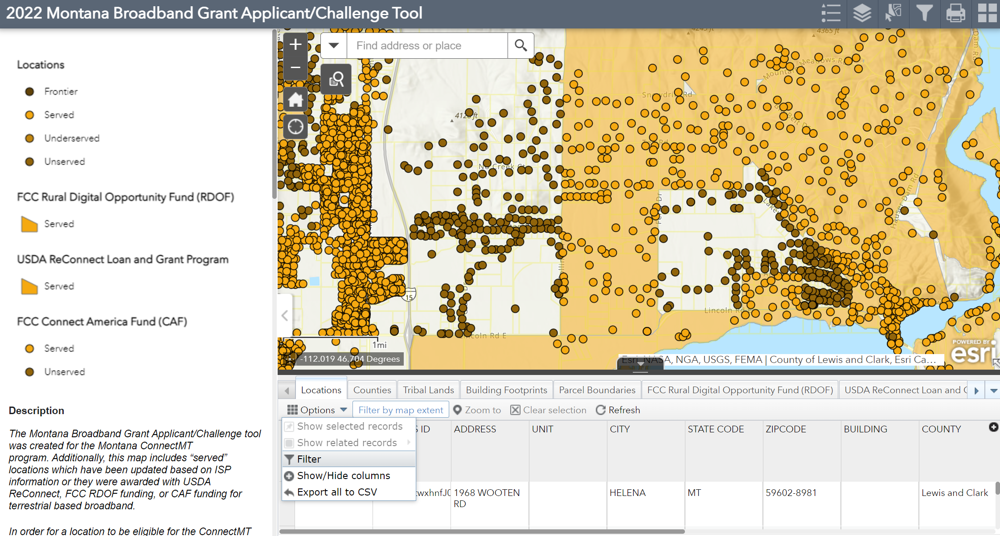 2022 Montana Broadband Grant Applicant/Challenge Tool
Locations
Frontier
Served
Underserved
Unserved
FCC Rural Digital Opportunity Fund (RDOF)
Served
USDA ReConnect Loan and Grant Program
Served
FCC Connect America Fund (CAF)
Served
Unserved
Description
The Montana Broadband Grant Applicant/Challenge tool
was created for the Montana ConnectMT
program. Additionally, this map includes “served”
locations which have been updated based on ISP
information or they were awarded with USDA
ReConnect, FCC RDOF funding, or CAF funding for
terrestrial based broadband.
In order for a location to be eligible for the ConnectMT
+
−
Find address or place
4245 ft
4365 ft
Dam Rd
Mountain Meadows Rd
Snowdrift Rd
4126 ft
Belt Dr
No Creek Ct
Hauser Dam Rd
15
Lincoln Rd E
Lincoln Rd E
1mi
-112.019 46.704 Degrees
Esri, NASA, NGA, USGS, FEMA | County of Lewis and Clark, Esri Ca...
POWERED BY
esri
Locations
Counties
Tribal Lands
Building Footprints
Parcel Boundaries
FCC Rural Digital Opportunity Fund (RDOF)
USDA ReConnect Loan and
Options
Filter by map extent
Zoom to
Clear selection
Refresh
Show selected records
Show related records
Filter
Show/Hide columns
Export all to CSV
ID
ADDRESS
UNIT
CITY
STATE CODE
ZIPCODE
BUILDING
COUNTY
twxhnfJ0
1968 WOOTEN
RD
HELENA
MT
59602-8981
Lewis and Clark